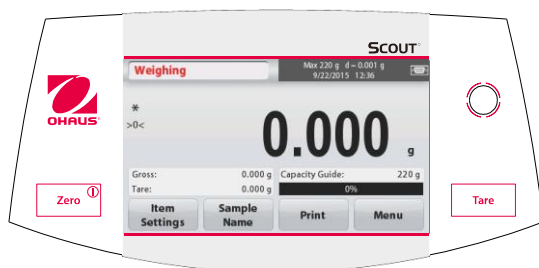 SCOUT™
Weighing
Max 220 g d=0.001 g
9/22/2015 12:36
*
>0<
0.000 g
OHAUS®
Gross: 0.000 g
Capacity Guide: 220 g
Tare: 0.000 g
0%
Zero
Tare
Item Settings
Sample Name
Print
Menu